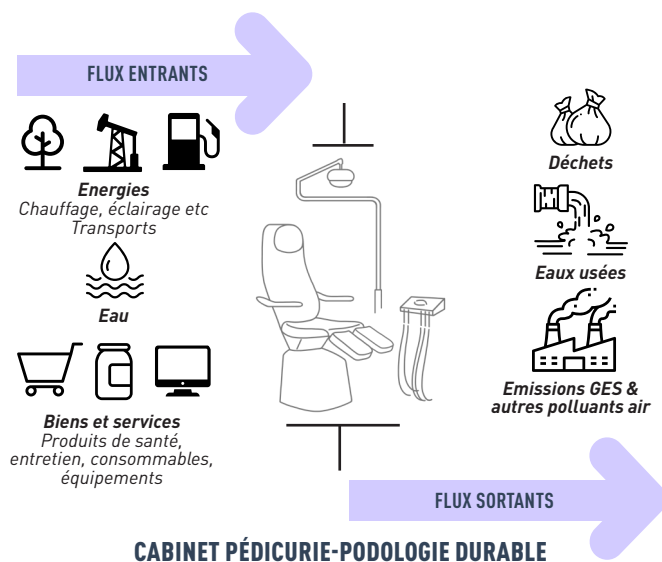 FLUX ENTRANTS
Energies
Chauffage, éclairage etc
Transports
Eau
Biens et services
Produits de santé,
entretien, consommables,
équipements
Déchets
Eaux usées
Emissions GES &
autres polluants air
FLUX SORTANTS
CABINET PÉDICURIE-PODOLOGIE DURABLE